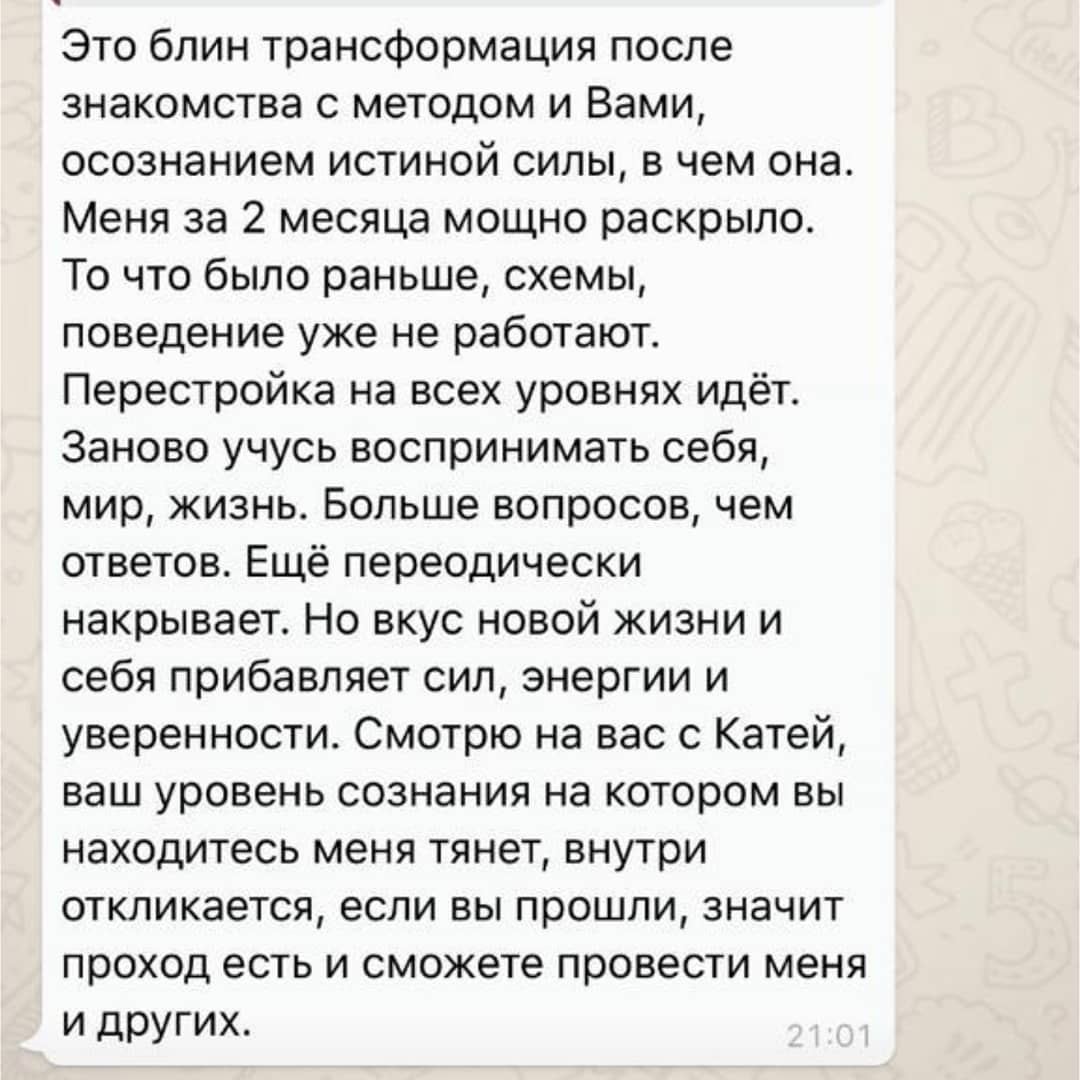 Это блин трансформация после
знакомства с методом и Вами,
осознанием истиной силы, в чем она.
Меня за 2 месяца мощно раскрыло.
То что было раньше, схемы,
поведение уже не работают.
Перестройка на всех уровнях идёт.
Заново учусь воспринимать себя,
мир, жизнь. Больше вопросов, чем
ответов. Ещё переодически
накрывает. Но вкус новой жизни и
себя прибавляет сил, энергии и
уверенности. Смотрю на вас с Катей,
ваш уровень сознания на котором вы
находитесь меня тянет, внутри
откликается, если вы прошли, значит
проход есть и сможете провести меня
и других.
21:01